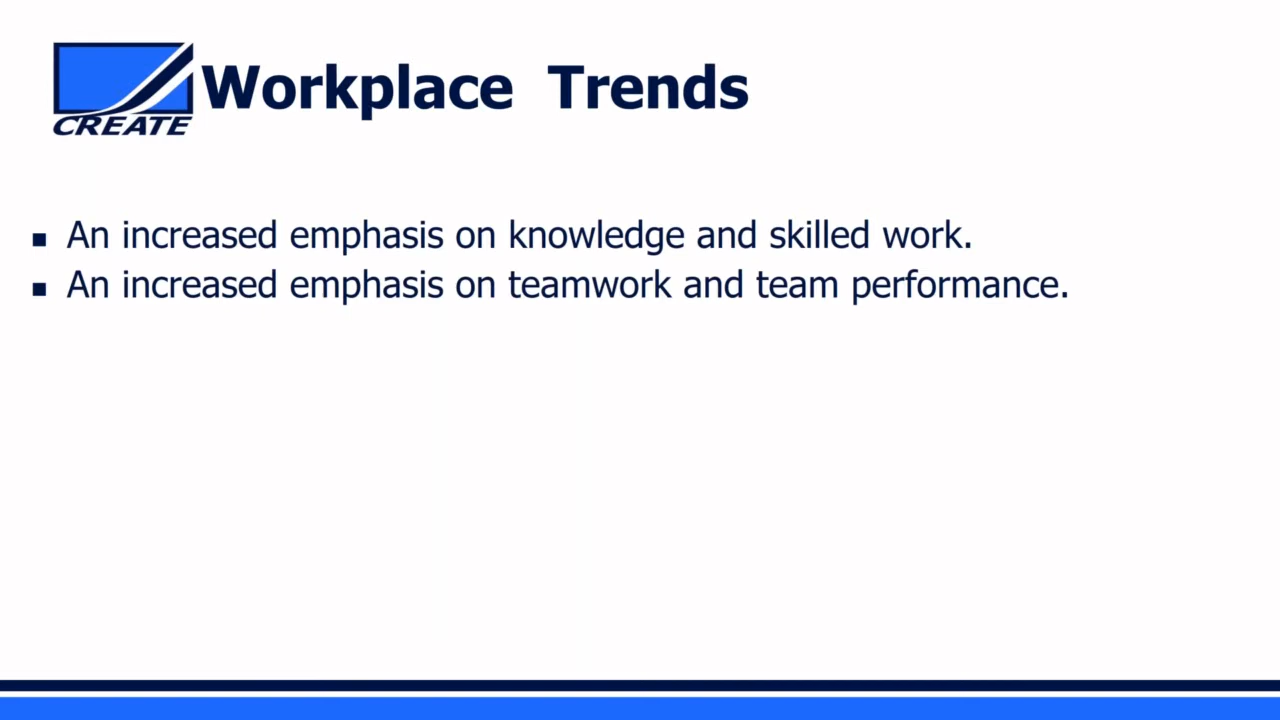 CREATE
Workplace Trends
▪ An increased emphasis on knowledge and skilled work.
▪ An increased emphasis on teamwork and team performance.